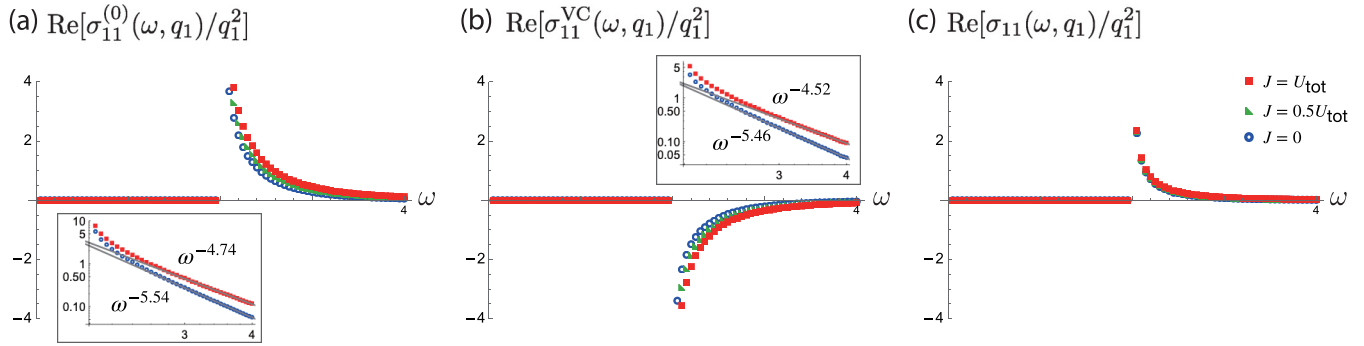 (a) Re[σ₁₁⁽⁰⁾(ω, q₁)/q₁²]
4
2
-2
-4
4
ω
10
5
1
0.50
0.10
3
4
ω⁻⁴·⁷⁴
ω⁻⁵·⁵⁴
(b) Re[σ₁₁ⱽᶜ(ω, q₁)/q₁²]
4
2
-2
-4
4
ω
5
1
0.50
0.10
0.05
3
4
ω⁻⁴·⁵²
ω⁻⁵·⁴⁶
(c) Re[σ₁₁(ω, q₁)/q₁²]
4
2
-2
-4
4
ω
J = U_tot
J = 0.5U_tot
J = 0